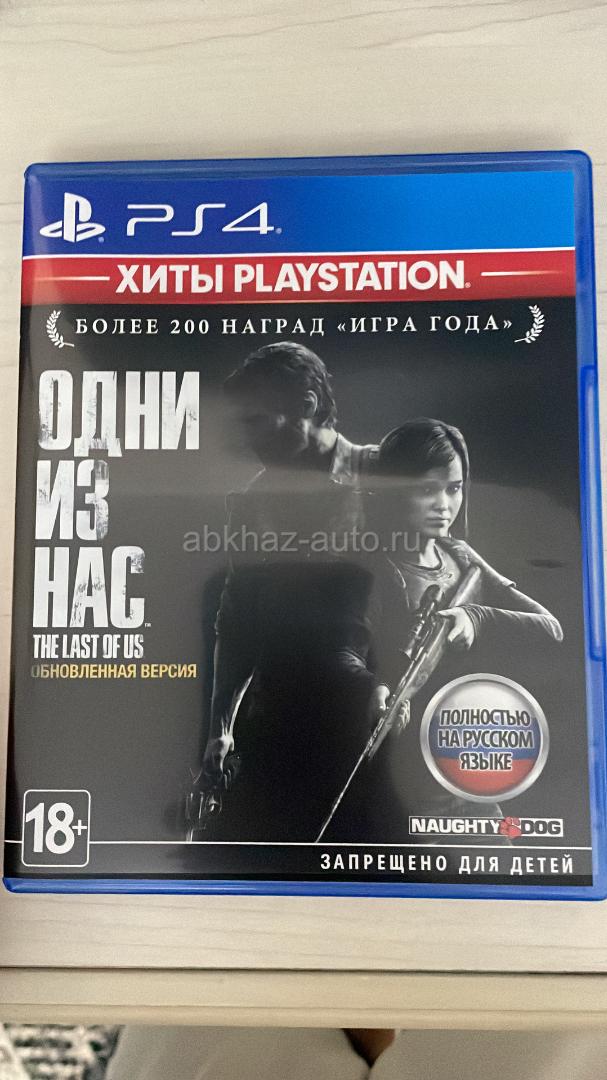 PS4
ХИТЫ PLAYSTATION
БОЛЕЕ 200 НАГРАД «ИГРА ГОДА»
ОДНИ
ИЗ
НАС™
THE LAST OF US
ОБНОВЛЕННАЯ ВЕРСИЯ
abkhaz-auto.ru
ПОЛНОСТЬЮ
НА РУССКОМ
ЯЗЫКЕ
NAUGHTY DOG
18+
ЗАПРЕЩЕНО ДЛЯ ДЕТЕЙ